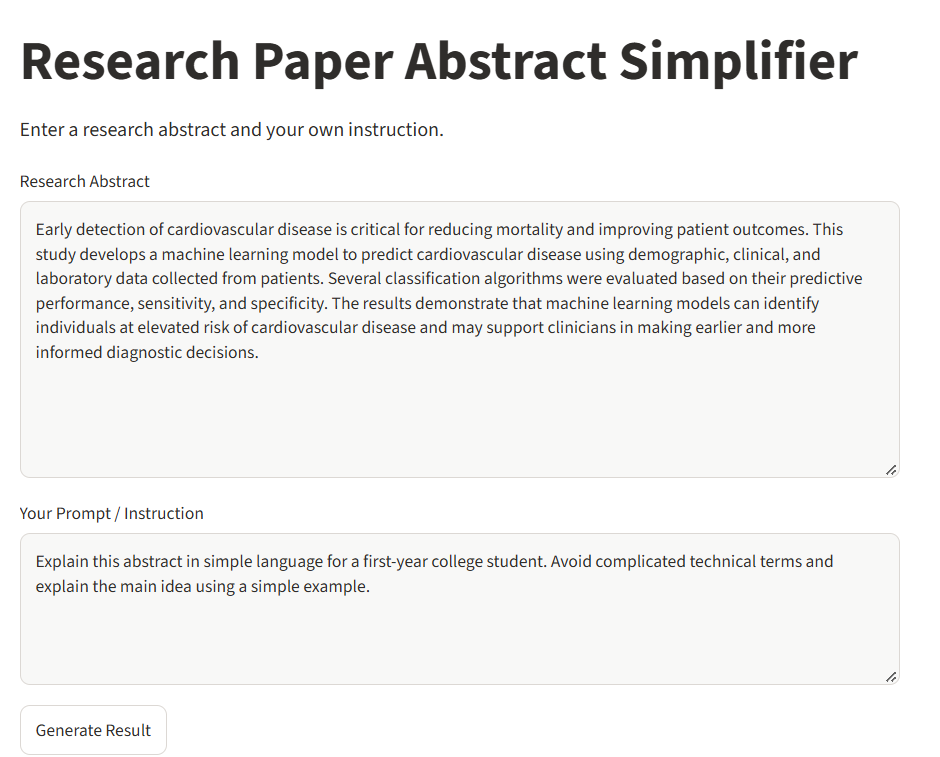 Research Paper Abstract Simplifier
Enter a research abstract and your own instruction.
Research Abstract
Early detection of cardiovascular disease is critical for reducing mortality and improving patient outcomes. This
study develops a machine learning model to predict cardiovascular disease using demographic, clinical, and
laboratory data collected from patients. Several classification algorithms were evaluated based on their predictive
performance, sensitivity, and specificity. The results demonstrate that machine learning models can identify
individuals at elevated risk of cardiovascular disease and may support clinicians in making earlier and more
informed diagnostic decisions.
Your Prompt / Instruction
Explain this abstract in simple language for a first-year college student. Avoid complicated technical terms and
explain the main idea using a simple example.
Generate Result